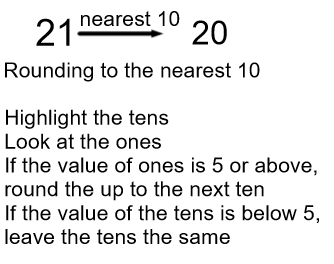 21 nearest 10 20
Rounding to the nearest 10
Highlight the tens
Look at the ones
If the value of ones is 5 or above,
round the up to the next ten
If the value of the tens is below 5,
leave the tens the same